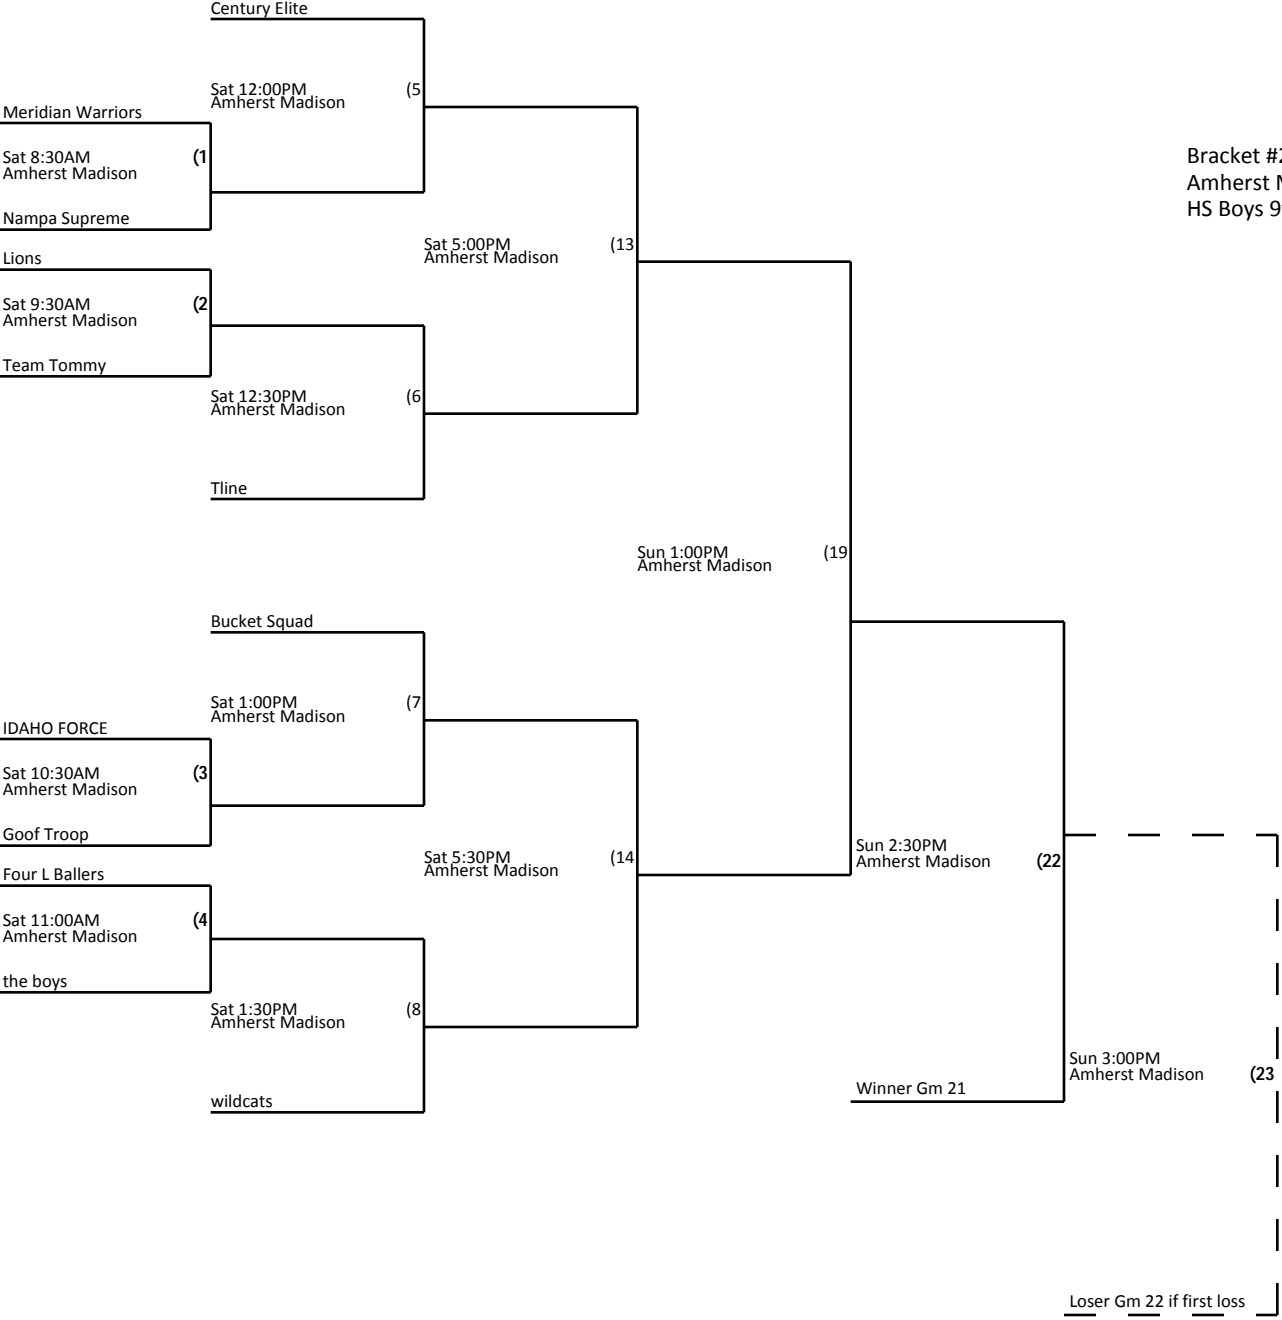 Century Elite
Sat 12:00PM (5
Amherst Madison
Meridian Warriors
Sat 8:30AM (1
Amherst Madison
Nampa Supreme
Lions
Sat 9:30AM (2
Amherst Madison
Team Tommy
Sat 12:30PM (6
Amherst Madison
Tline
Sat 5:00PM (13
Amherst Madison
Bracket #2
Amherst M
HS Boys 9
Sun 1:00PM (19
Amherst Madison
Bucket Squad
Sat 1:00PM (7
Amherst Madison
IDAHO FORCE
Sat 10:30AM (3
Amherst Madison
Goof Troop
Four L Ballers
Sat 11:00AM (4
Amherst Madison
the boys
Sat 5:30PM (14
Amherst Madison
Sat 1:30PM (8
Amherst Madison
wildcats
Sun 2:30PM
Amherst Madison (22
Winner Gm 21
Sun 3:00PM
Amherst Madison (23
Loser Gm 22 if first loss